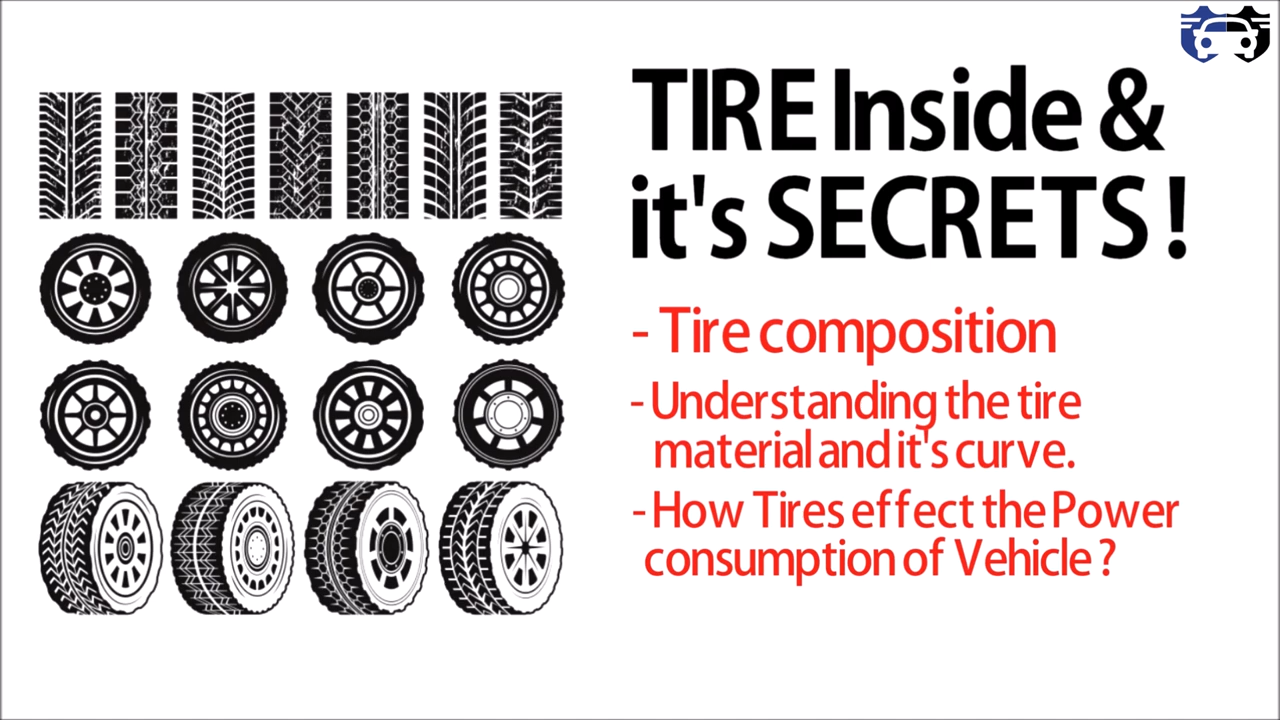 TIRE Inside &
it's SECRETS !
- Tire composition
- Understanding the tire
material and it's curve.
- How Tires effect the Power
consumption of Vehicle ?